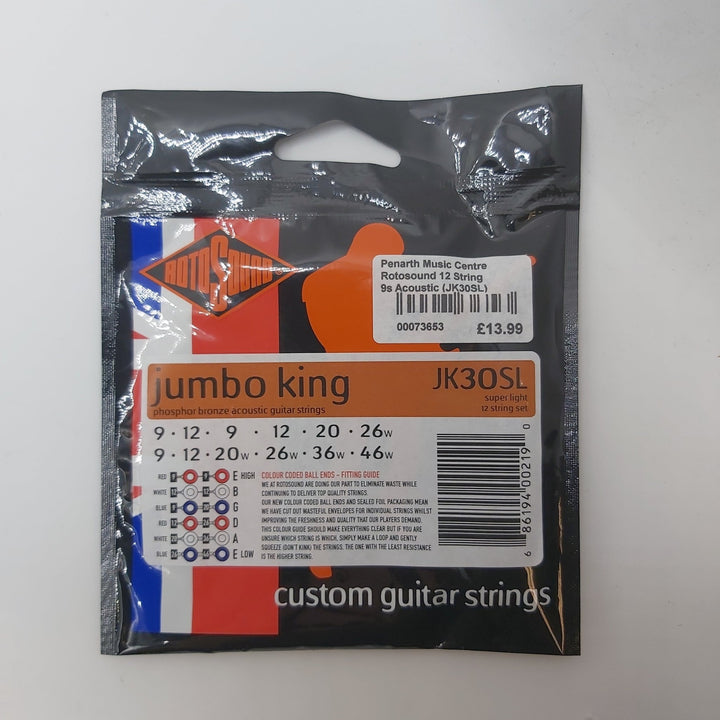 ROTOSOUND
Penarth Music Centre
Rotosound 12 String
9s Acoustic (JK30SL)
00073653 £13.99
jumbo king JK30SL
phosphor bronze acoustic guitar strings
super light
12 string set
9 · 12 · 9 · 12 · 20 · 26w
9 · 12 · 20w · 26w · 36w · 46w
RED E HIGH
WHITE B
BLUE G
RED D
WHITE A
BLUE E LOW
COLOUR CODED BALL ENDS - FITTING GUIDE
WE AT ROTOSOUND ARE DOING OUR PART TO ELIMINATE WASTE WHILE
CONTINUING TO DELIVER TOP QUALITY STRINGS.
OUR NEW COLOUR CODED BALL ENDS AND SEALED FOIL PACKAGING MEAN
WE HAVE CUT OUT WASTEFUL ENVELOPES FOR INDIVIDUAL STRINGS WHILST
IMPROVING THE FRESHNESS AND QUALITY THAT OUR PLAYERS DEMAND.
THIS COLOUR GUIDE SHOULD MAKE EVERYTHING CLEAR BUT IF YOU ARE
UNSURE WHICH STRING IS WHICH, SIMPLY MAKE A LOOP AND GENTLY
SQUEEZE (DON'T KINK) THE STRINGS. THE ONE WITH THE LEAST RESISTANCE
IS THE HIGHER STRING.
6 86194 00219 0
custom guitar strings